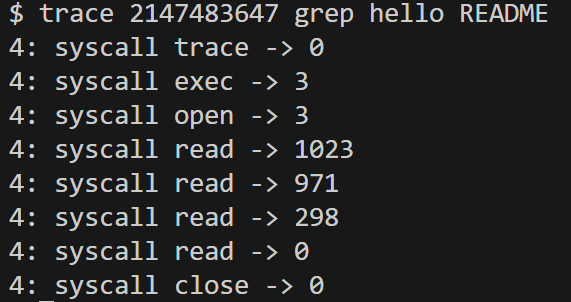 $ trace 2147483647 grep hello README
4: syscall trace -> 0
4: syscall exec -> 3
4: syscall open -> 3
4: syscall read -> 1023
4: syscall read -> 971
4: syscall read -> 298
4: syscall read -> 0
4: syscall close -> 0